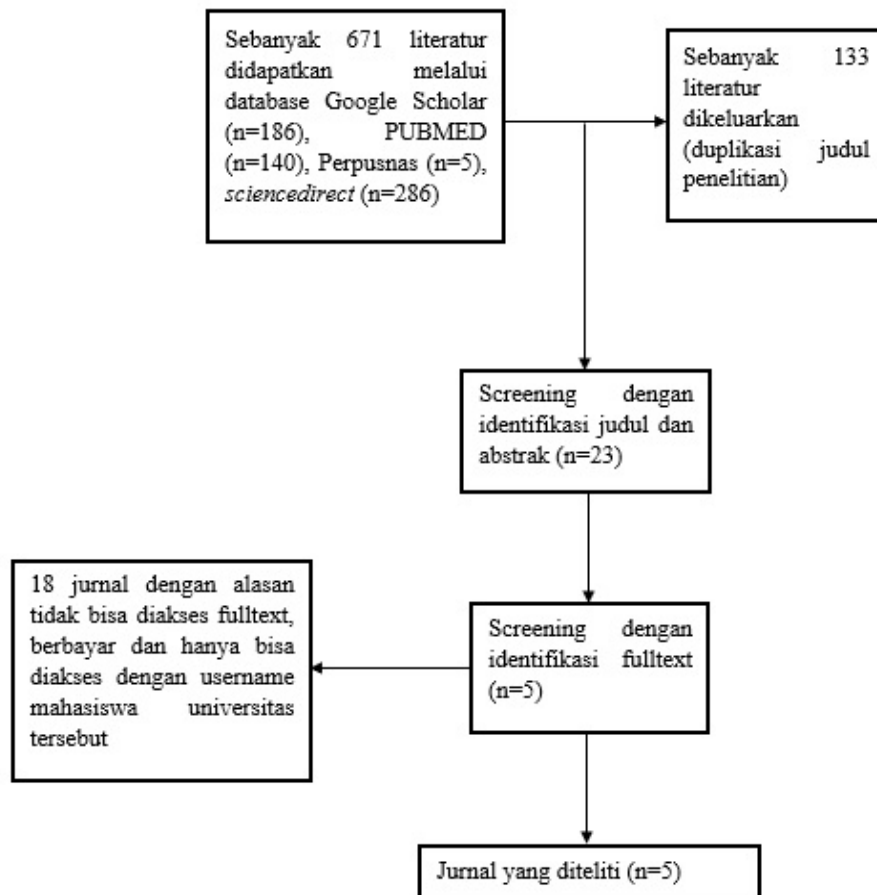 Sebanyak 671 literatur
didapatkan melalui
database Google Scholar
(n=186), PUBMED
(n=140), Perpusnas (n=5),
sciencedirect (n=286)
Sebanyak 133
literatur
dikeluarkan
(duplikasi judul
penelitian)
Screening dengan
identifikasi judul dan
abstrak (n=23)
18 jurnal dengan alasan
tidak bisa diakses fulltext,
berbayar dan hanya bisa
diakses dengan username
mahasiswa universitas
tersebut
Screening dengan
identifikasi fulltext
(n=5)
Jurnal yang diteliti (n=5)